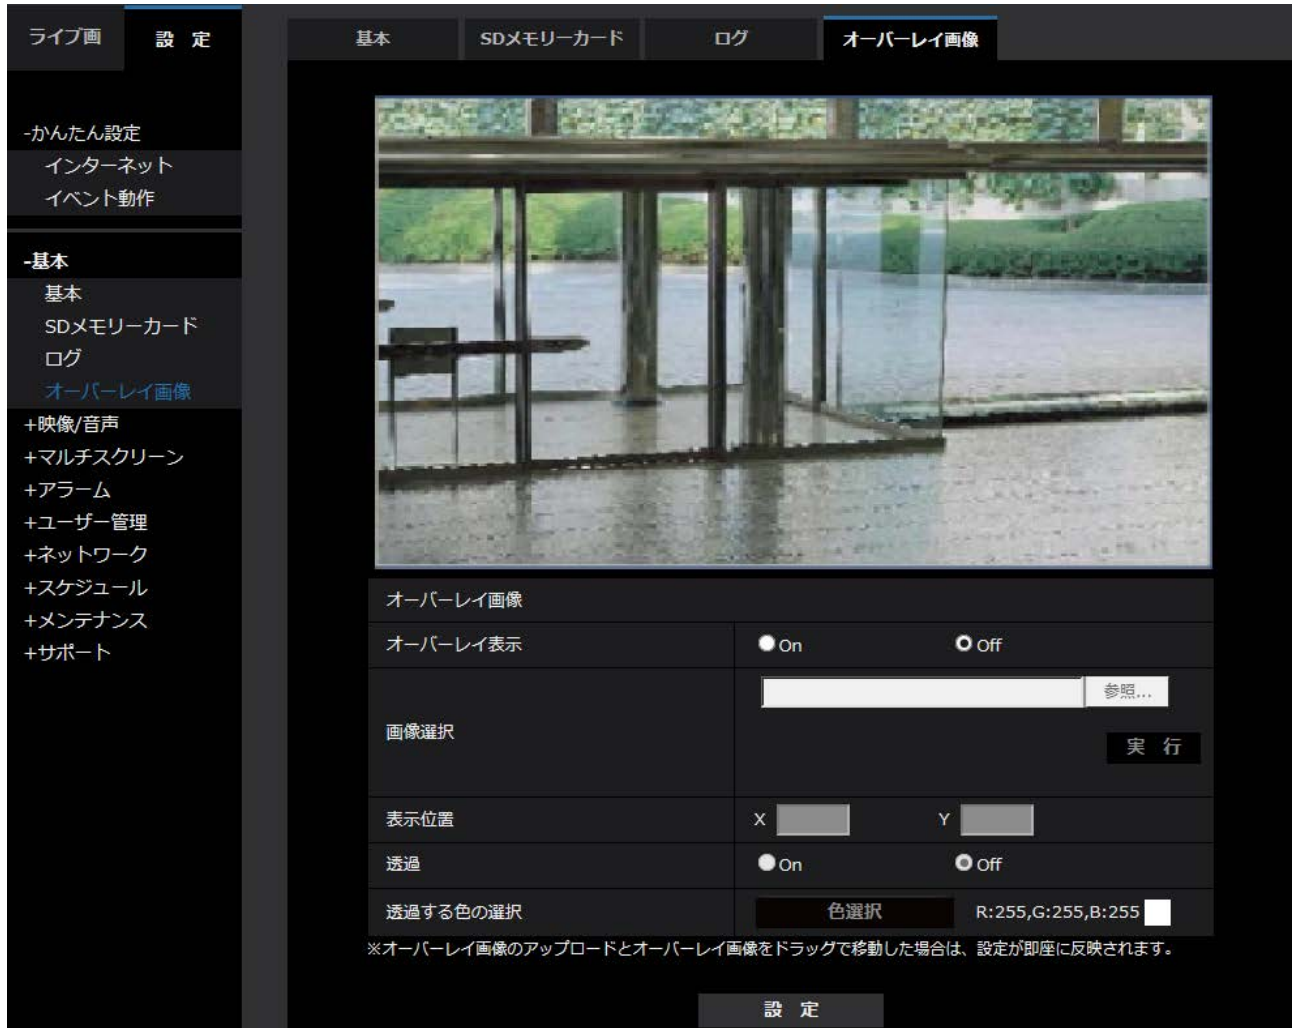 ライブ画 設 定 基本 SDメモリーカード ログ オーバーレイ画像
-かんたん設定
インターネット
イベント動作
-基本
基本
SDメモリーカード
ログ
オーバーレイ画像
+映像/音声
+マルチスクリーン
+アラーム
+ユーザー管理
+ネットワーク
+スケジュール
+メンテナンス
+サポート
オーバーレイ画像
オーバーレイ表示 On Off
画像選択 参照...
実 行
表示位置 X Y
透過 On Off
透過する色の選択 色選択 R:255,G:255,B:255
※オーバーレイ画像のアップロードとオーバーレイ画像をドラッグで移動した場合は、設定が即座に反映されます。
設 定